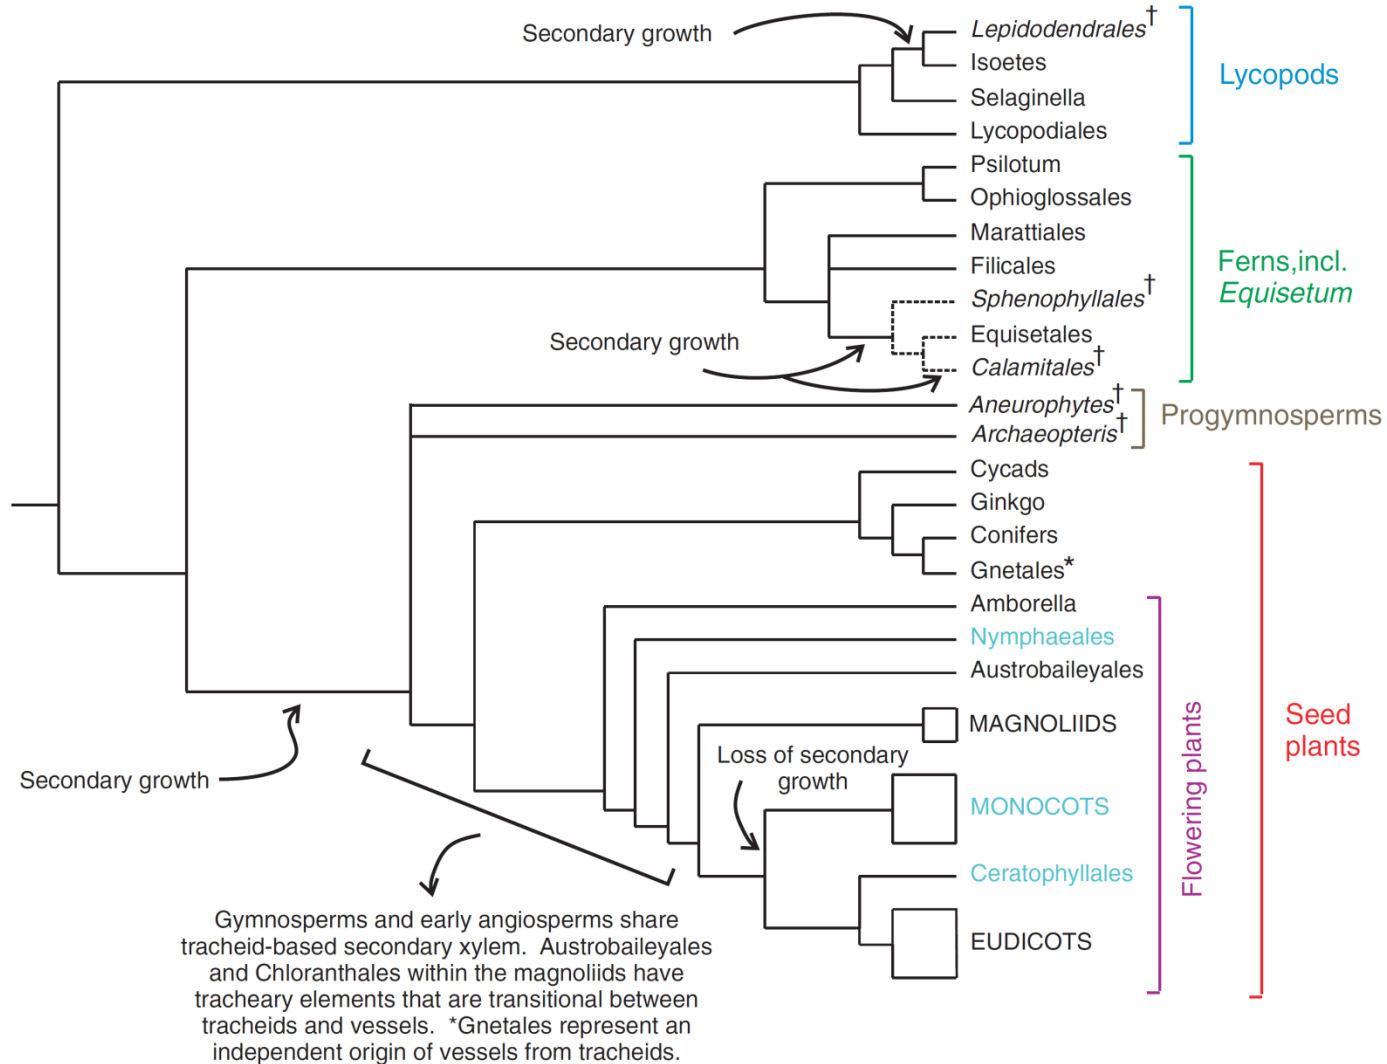 Secondary growth
Lepidodendrales†
Isoetes
Selaginella
Lycopodiales
Lycopods
Psilotum
Ophioglossales
Marattiales
Filicales
Sphenophyllales†
Equisetales
Calamitales†
Secondary growth
Ferns,incl.
Equisetum
Aneurophytes†
Archaeopteris†
Progymnosperms
Cycads
Ginkgo
Conifers
Gnetales*
Amborella
Nymphaeales
Austrobaileyales
MAGNOLIIDS
MONOCOTS
Ceratophyllales
EUDICOTS
Flowering plants
Seed
plants
Loss of secondary
growth
Secondary growth
Gymnosperms and early angiosperms share
tracheid-based secondary xylem. Austrobaileyales
and Chloranthales within the magnoliids have
tracheary elements that are transitional between
tracheids and vessels. *Gnetales represent an
independent origin of vessels from tracheids.